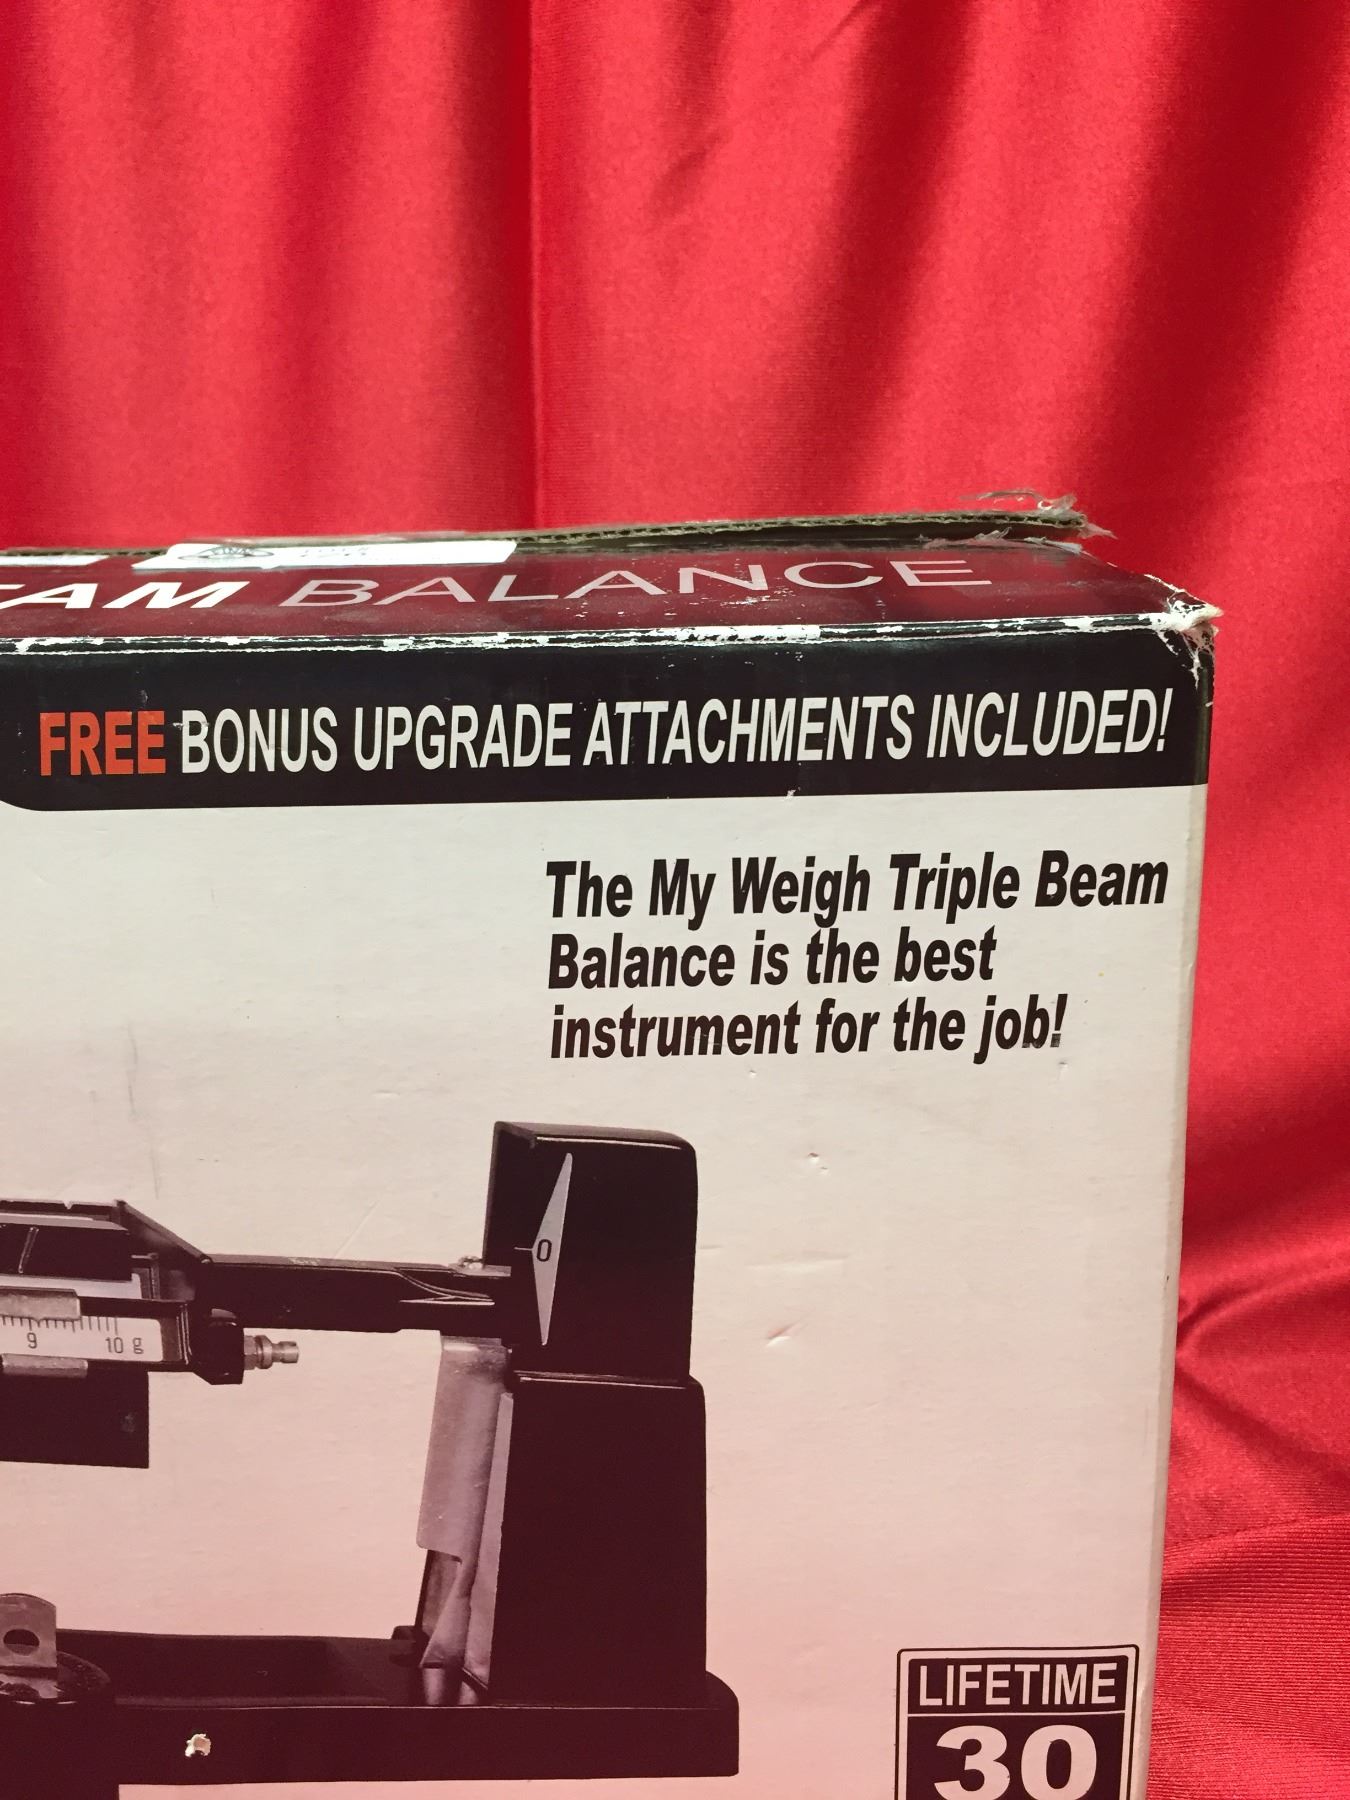 BALANCE
FREE BONUS UPGRADE ATTACHMENTS INCLUDED!
The My Weigh Triple Beam
Balance is the best
instrument for the job!
0
9 10 g
LIFETIME
30